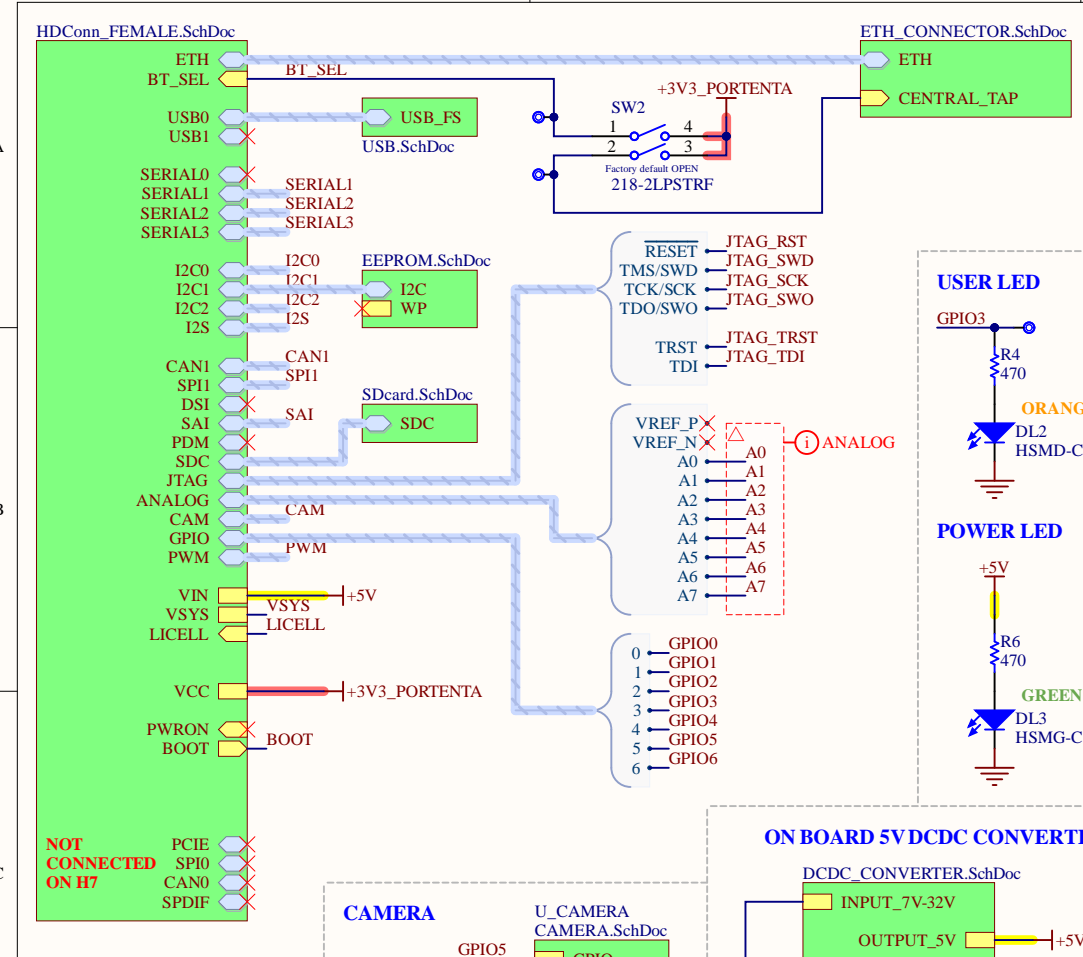 HDConn_FEMALE.SchDoc
ETH
BT_SEL
BT_SEL
USB0
USB1
USB_FS
USB.SchDoc
SERIAL0
SERIAL1
SERIAL2
SERIAL3
SERIAL1
SERIAL2
SERIAL3
I2C0
I2C1
I2C2
I2S
I2C0
I2C1
I2C2
I2S
EEPROM.SchDoc
I2C
WP
CAN1
SPI1
DSI
SAI
PDM
SDC
JTAG
ANALOG
CAM
GPIO
PWM
CAN1
SPI1
SAI
CAM
PWM
SDcard.SchDoc
SDC
VIN
VSYS
LICELL
+5V
VSYS
LICELL
VCC
+3V3_PORTENTA
PWRON
BOOT
BOOT
NOT
CONNECTED
ON H7
PCIE
SPI0
CAN0
SPDIF
ETH_CONNECTOR.SchDoc
ETH
CENTRAL_TAP
+3V3_PORTENTA
SW2
1
2
4
3
Factory default OPEN
218-2LPSTRF
RESET
TMS/SWD
TCK/SCK
TDO/SWO
TRST
TDI
JTAG_RST
JTAG_SWD
JTAG_SCK
JTAG_SWO
JTAG_TRST
JTAG_TDI
VREF_P
VREF_N
A0
A1
A2
A3
A4
A5
A6
A7
A0
A1
A2
A3
A4
A5
A6
A7
i
ANALOG
0
1
2
3
4
5
6
GPIO0
GPIO1
GPIO2
GPIO3
GPIO4
GPIO5
GPIO6
USER LED
GPIO3
R4
470
ORANG
DL2
HSMD-C
POWER LED
+5V
R6
470
GREEN
DL3
HSMG-C
ON BOARD 5V DCDC CONVERTE
DCDC_CONVERTER.SchDoc
INPUT_7V-32V
OUTPUT_5V
+5V
CAMERA
U_CAMERA
CAMERA.SchDoc
GPIO5
GPIO
B